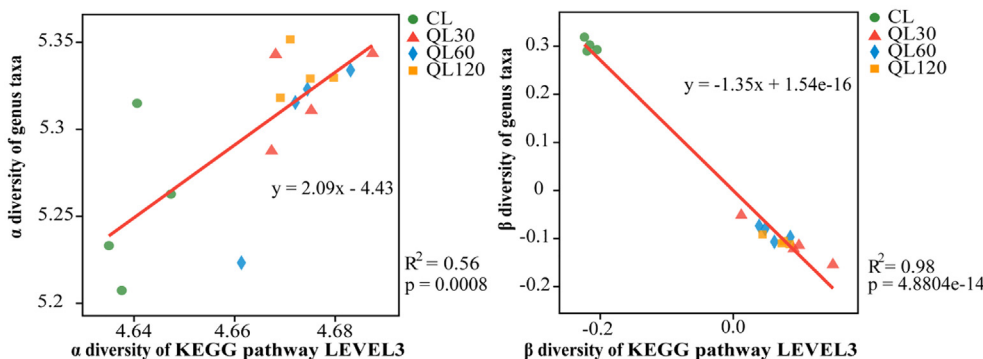 α diversity of genus taxa
5.35
5.3
5.25
5.2
4.64
4.66
4.68
α diversity of KEGG pathway LEVEL3
y = 2.09x - 4.43
CL
QL30
QL60
QL120
R² = 0.56
p = 0.0008
β diversity of genus taxa
0.3
0.2
0.1
0
-0.1
-0.2
-0.2
0.0
β diversity of KEGG pathway LEVEL3
y = -1.35x + 1.54e-16
CL
QL30
QL60
QL120
R² = 0.98
p = 4.8804e-14